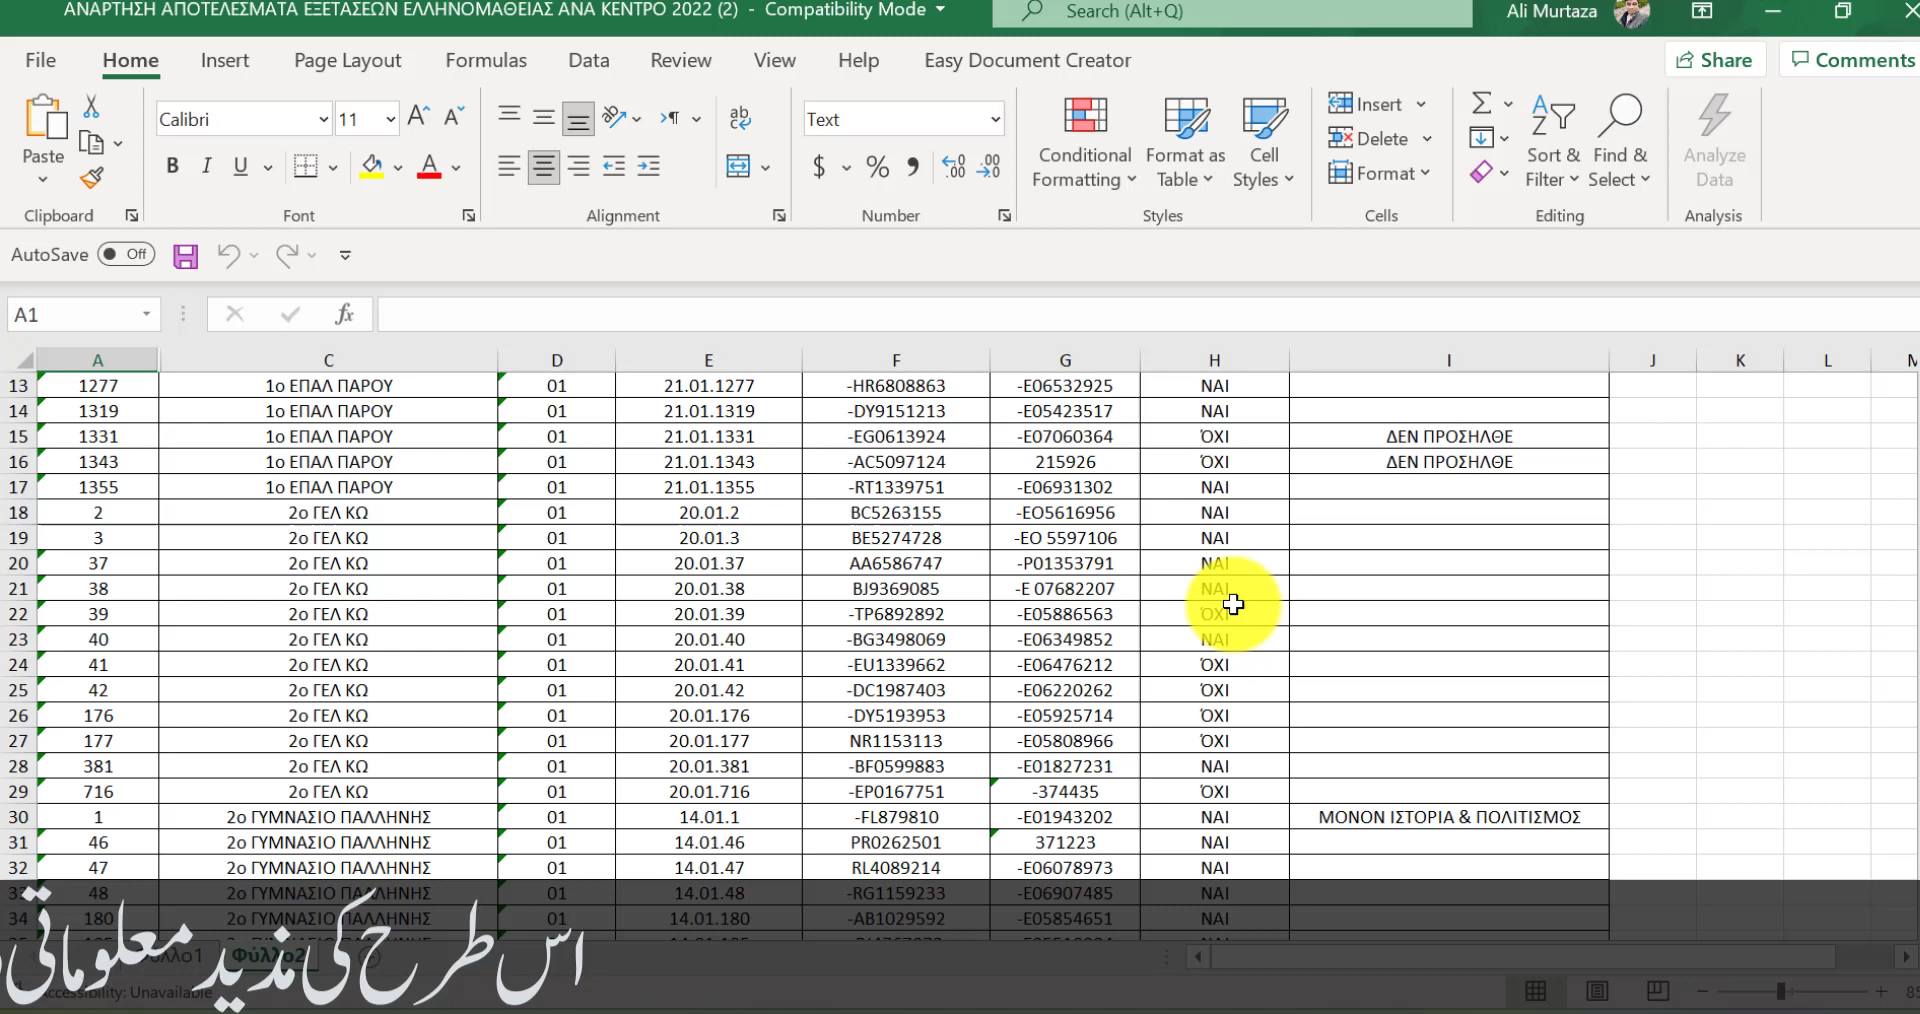 ΑΝΑΡΤΗΣΗ ΑΠΟΤΕΛΕΣΜΑΤΑ ΕΞΕΤΑΣΕΩΝ ΕΛΛΗΝΟΜΑΘΕΙΑΣ ΑΝΑ ΚΕΝΤΡΟ 2022 (2) - Compatibility Mode Search (Alt+Q) Ali Murtaza
File Home Insert Page Layout Formulas Data Review View Help Easy Document Creator Share Comments
Paste Calibri 11 Text Conditional Formatting Format as Table Cell Styles Insert Delete Format Sort & Filter Find & Select Analyze Data
Clipboard Font Alignment Number Styles Cells Editing Analysis
AutoSave Off
A1 fx
A C D E F G H I J K L
13 1277 1ο ΕΠΑΛ ΠΑΡΟΥ 01 21.01.1277 -HR6808863 -E06532925 ΝΑΙ
14 1319 1ο ΕΠΑΛ ΠΑΡΟΥ 01 21.01.1319 -DY9151213 -E05423517 ΝΑΙ
15 1331 1ο ΕΠΑΛ ΠΑΡΟΥ 01 21.01.1331 -EG0613924 -E07060364 ΌΧΙ ΔΕΝ ΠΡΟΣΗΛΘΕ
16 1343 1ο ΕΠΑΛ ΠΑΡΟΥ 01 21.01.1343 -AC5097124 215926 ΌΧΙ ΔΕΝ ΠΡΟΣΗΛΘΕ
17 1355 1ο ΕΠΑΛ ΠΑΡΟΥ 01 21.01.1355 -RT1339751 -E06931302 ΝΑΙ
18 2 2ο ΓΕΛ ΚΩ 01 20.01.2 BC5263155 -EO5616956 ΝΑΙ
19 3 2ο ΓΕΛ ΚΩ 01 20.01.3 BE5274728 -EO 5597106 ΝΑΙ
20 37 2ο ΓΕΛ ΚΩ 01 20.01.37 AA6586747 -P01353791 ΝΑΙ
21 38 2ο ΓΕΛ ΚΩ 01 20.01.38 BJ9369085 -E 07682207 ΝΑΙ
22 39 2ο ΓΕΛ ΚΩ 01 20.01.39 -TP6892892 -E05886563 ΌΧΙ
23 40 2ο ΓΕΛ ΚΩ 01 20.01.40 -BG3498069 -E06349852 ΝΑΙ
24 41 2ο ΓΕΛ ΚΩ 01 20.01.41 -EU1339662 -E06476212 ΌΧΙ
25 42 2ο ΓΕΛ ΚΩ 01 20.01.42 -DC1987403 -E06220262 ΌΧΙ
26 176 2ο ΓΕΛ ΚΩ 01 20.01.176 -DY5193953 -E05925714 ΌΧΙ
27 177 2ο ΓΕΛ ΚΩ 01 20.01.177 NR1153113 -E05808966 ΌΧΙ
28 381 2ο ΓΕΛ ΚΩ 01 20.01.381 -BF0599883 -E01827231 ΝΑΙ
29 716 2ο ΓΕΛ ΚΩ 01 20.01.716 -EP0167751 -374435 ΌΧΙ
30 1 2ο ΓΥΜΝΑΣΙΟ ΠΑΛΛΗΝΗΣ 01 14.01.1 -FL879810 -E01943202 ΝΑΙ ΜΟΝΟΝ ΙΣΤΟΡΙΑ & ΠΟΛΙΤΙΣΜΟΣ
31 46 2ο ΓΥΜΝΑΣΙΟ ΠΑΛΛΗΝΗΣ 01 14.01.46 PR0262501 371223 ΝΑΙ
32 47 2ο ΓΥΜΝΑΣΙΟ ΠΑΛΛΗΝΗΣ 01 14.01.47 RL4089214 -E06078973 ΝΑΙ
33 48 2ο ΓΥΜΝΑΣΙΟ ΠΑΛΛΗΝΗΣ 01 14.01.48 -RG1159233 -E06907485 ΝΑΙ
34 180 2ο ΓΥΜΝΑΣΙΟ ΠΑΛΛΗΝΗΣ 01 14.01.180 -AB1029592 -E05854651 ΝΑΙ
Φύλλο2
اس طرح کی مذید معلوماتی
Accessibility: Unavailable